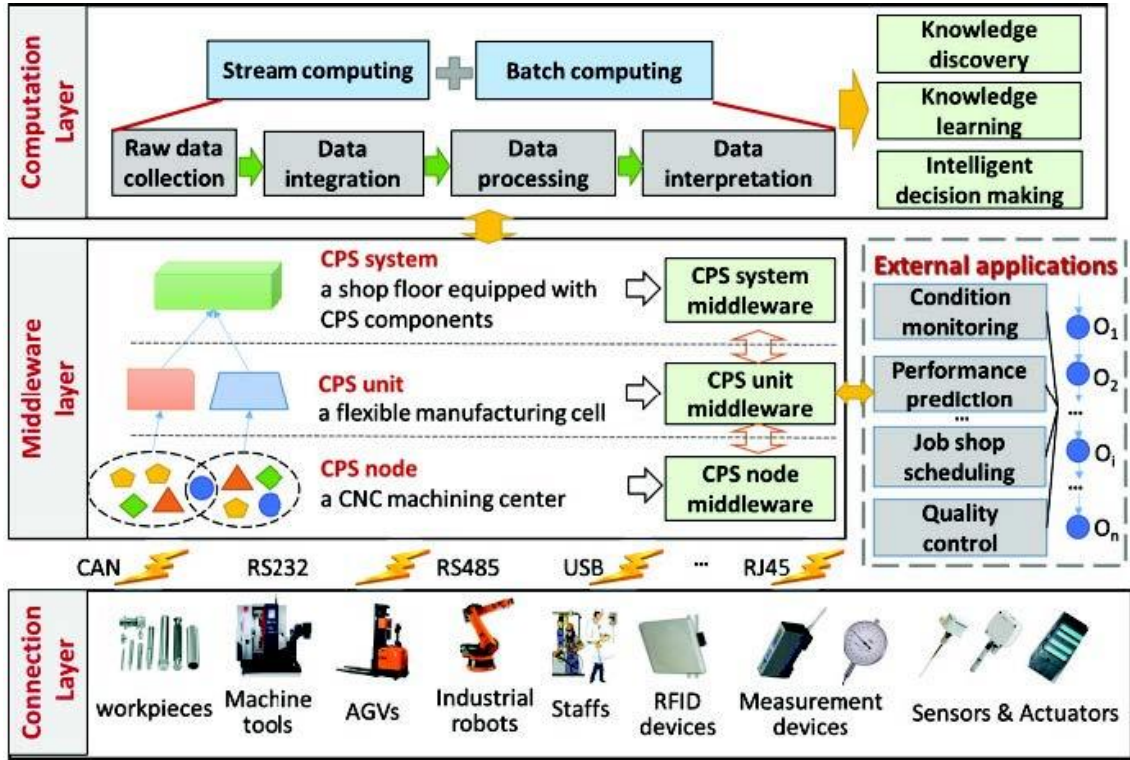 Computation
Layer
Stream computing
Batch computing
Raw data
collection
Data
integration
Data
processing
Data
interpretation
Knowledge
discovery
Knowledge
learning
Intelligent
decision making
Middleware
layer
CPS system
a shop floor equipped with
CPS components
CPS system
middleware
CPS unit
a flexible manufacturing cell
CPS unit
middleware
CPS node
a CNC machining center
CPS node
middleware
External applications
Condition
monitoring
Performance
prediction
...
Job shop
scheduling
Quality
control
O1
O2
...
Oi
...
On
CAN RS232 RS485 USB ... RJ45
Connection
Layer
workpieces
Machine
tools
AGVs
Industrial
robots
Staffs
RFID
devices
Measurement
devices
Sensors & Actuators